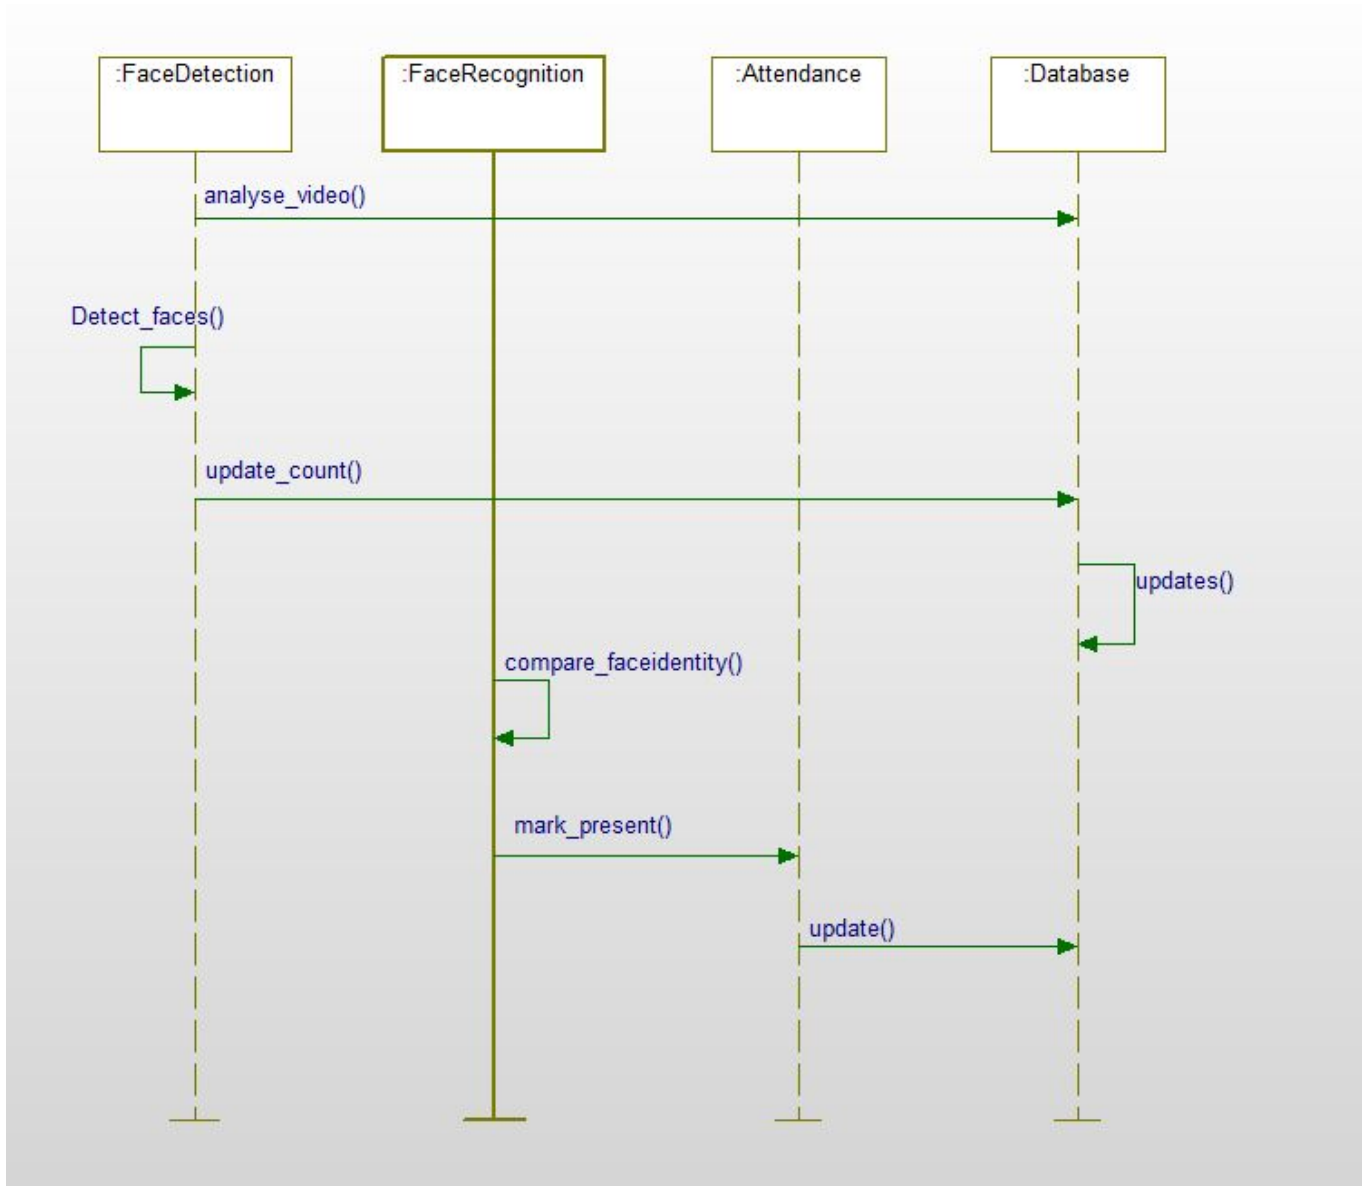 :FaceDetection
:FaceRecognition
:Attendance
:Database
analyse_video()
Detect_faces()
update_count()
updates()
compare_faceidentity()
mark_present()
update()